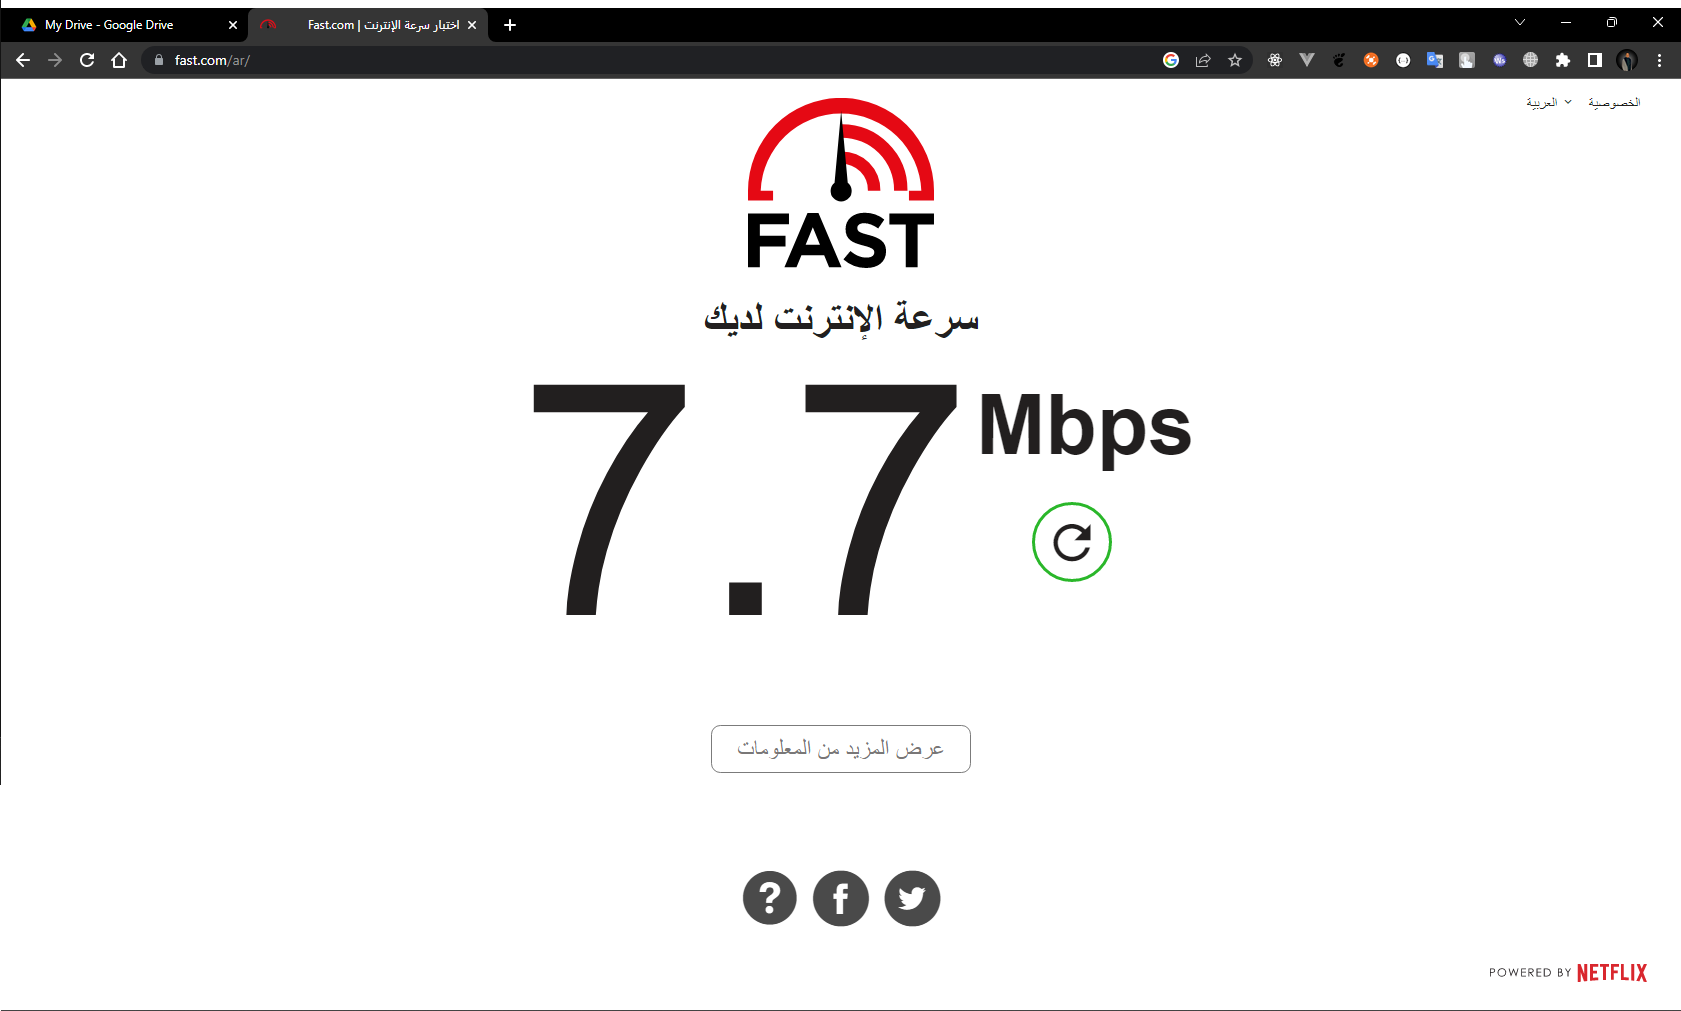 My Drive - Google Drive
Fast.com | اختبار سرعة الإنترنت
fast.com/ar/
الخصوصية
العربية
FAST
سرعة الإنترنت لديك
7.7 Mbps
عرض المزيد من المعلومات
POWERED BY NETFLIX